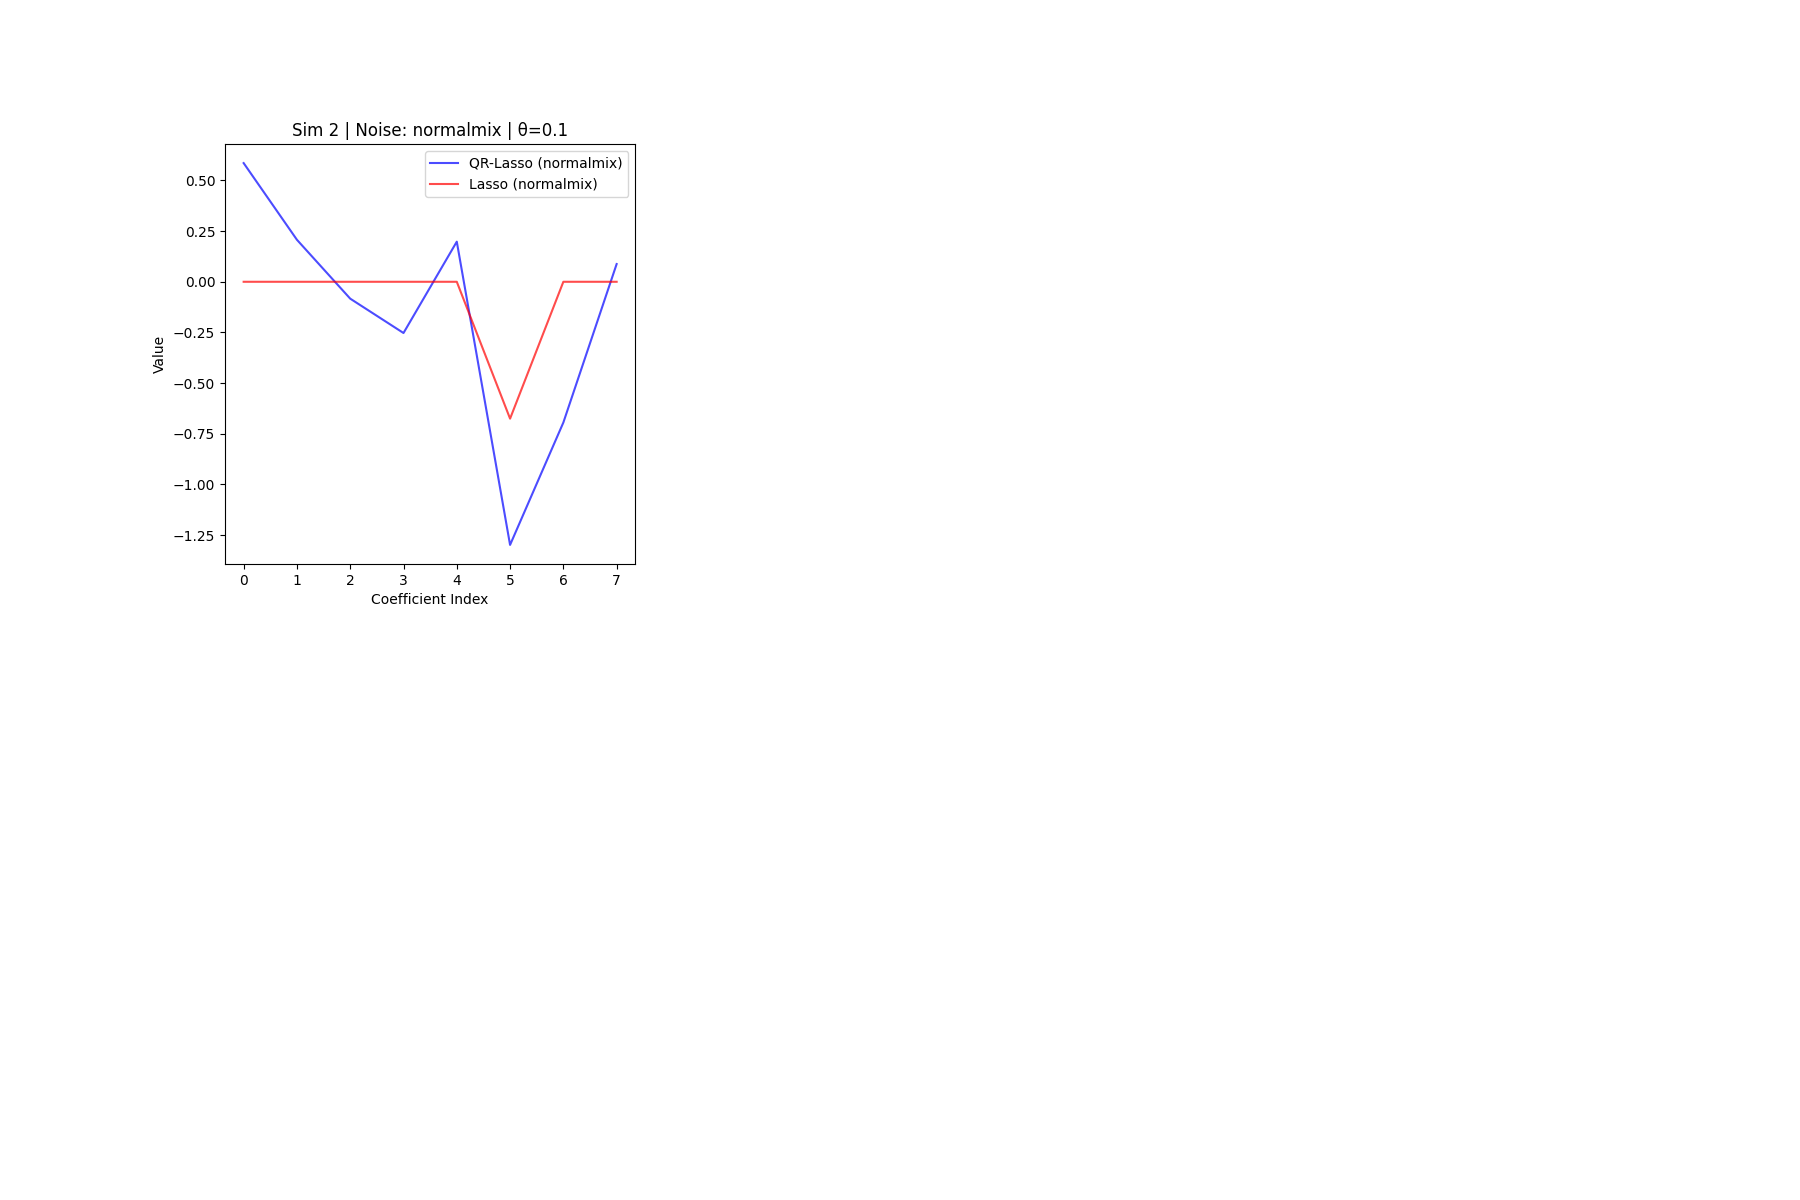 Sim 2 | Noise: normalmix | θ=0.1
QR-Lasso (normalmix)
Lasso (normalmix)
0.50
0.25
0.00
−0.25
−0.50
−0.75
−1.00
−1.25
Value
0 1 2 3 4 5 6 7
Coefficient Index